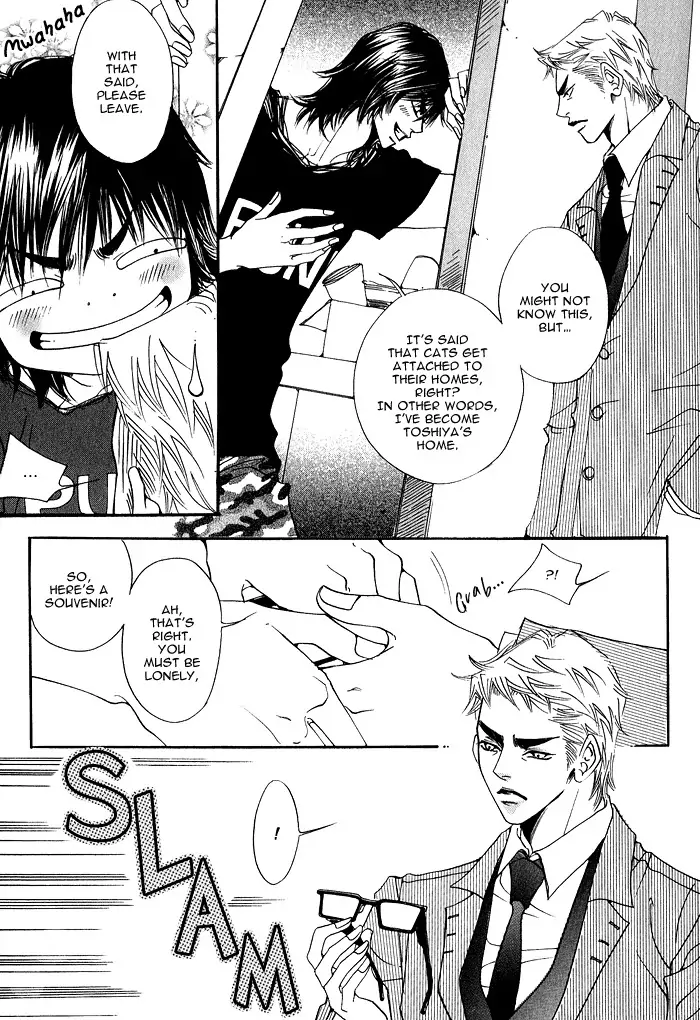 YOU
MIGHT NOT
KNOW THIS,
BUT...
IT'S SAID
THAT CATS GET
ATTACHED TO
THEIR HOMES,
RIGHT?
IN OTHER WORDS,
I'VE BECOME
TOSHIYA'S
HOME.
WITH
THAT
SAID,
PLEASE
LEAVE.
Mwahaha
...
?!
Grab...
AH,
THAT'S
RIGHT.
YOU
MUST BE
LONELY,
SO,
HERE'S A
SOUVENIR!
!
SLAM